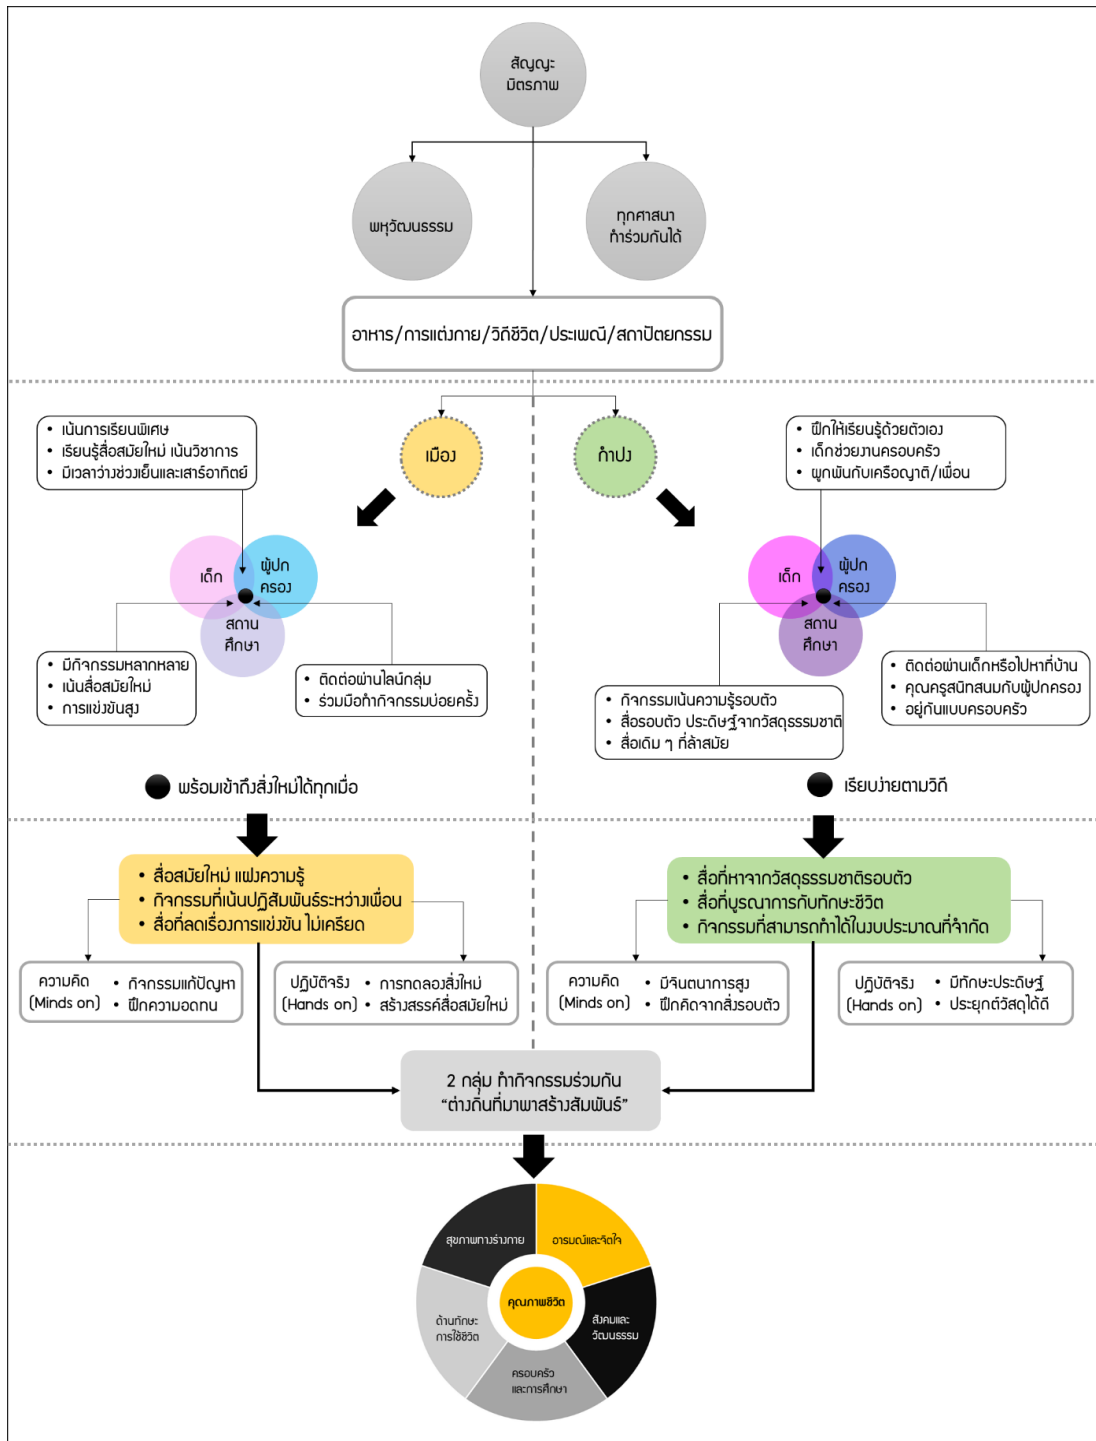 สัญญะ
มิตรภาพ
พหุวัฒนธรรม
ทุกศาสนา
ทำร่วมกันได้
อาหาร/การแต่งกาย/วิถีชีวิต/ประเพณี/สถาปัตยกรรม
เมือง
กำปง
• เน้นการเรียนพิเศษ
• เรียนรู้สื่อสมัยใหม่ เน้นวิชาการ
• มีเวลาว่างช่วงเย็นและเสาร์อาทิตย์
• ฝึกให้เรียนรู้ด้วยตัวเอง
• เด็กช่วยงานครอบครัว
• ผูกพันกับเครือญาติ/เพื่อน
เด็ก
ผู้ปก
ครอง
สถาน
ศึกษา
เด็ก
ผู้ปก
ครอง
สถาน
ศึกษา
• มีกิจกรรมหลากหลาย
• เน้นสื่อสมัยใหม่
• การแข่งขันสูง
• ติดต่อผ่านไลน์กลุ่ม
• ร่วมมือทำกิจกรรมบ่อยครั้ง
• กิจกรรมเน้นความรู้รอบตัว
• สื่อรอบตัว ประดิษฐ์จากวัสดุธรรมชาติ
• สื่อเดิม ๆ ที่ล้าสมัย
• ติดต่อผ่านเด็กหรือไปหาที่บ้าน
• คุณครูสนิทสนมกับผู้ปกครอง
• อยู่กันแบบครอบครัว
พร้อมเข้าถึงสิ่งใหม่ได้ทุกเมื่อ
เรียบง่ายตามวิถี
• สื่อสมัยใหม่ แฝงความรู้
• กิจกรรมที่เน้นปฏิสัมพันธ์ระหว่างเพื่อน
• สื่อที่ลดเรื่องการแข่งขัน ไม่เครียด
• สื่อที่หาจากวัสดุธรรมชาติรอบตัว
• สื่อที่บูรณาการกับทักษะชีวิต
• กิจกรรมที่สามารถทำได้ในงบประมาณที่จำกัด
ความคิด
(Minds on)
• กิจกรรมแก้ปัญหา
• ฝึกความอดทน
ปฏิบัติจริง
(Hands on)
• การทดลองสิ่งใหม่
• สร้างสรรค์สื่อสมัยใหม่
ความคิด
(Minds on)
• มีจินตนาการสูง
• ฝึกคิดจากสิ่งรอบตัว
ปฏิบัติจริง
(Hands on)
• มีทักษะประดิษฐ์
• ประยุกต์วัสดุได้ดี
2 กลุ่ม ทำกิจกรรมร่วมกัน
“ต่างถิ่นที่มาพาสร้างสัมพันธ์”
สุขภาพทางร่างกาย
อารมณ์และจิตใจ
คุณภาพชีวิต
ด้านทักษะ
การใช้ชีวิต
สังคมและ
วัฒนธรรม
ครอบครัว
และการศึกษา